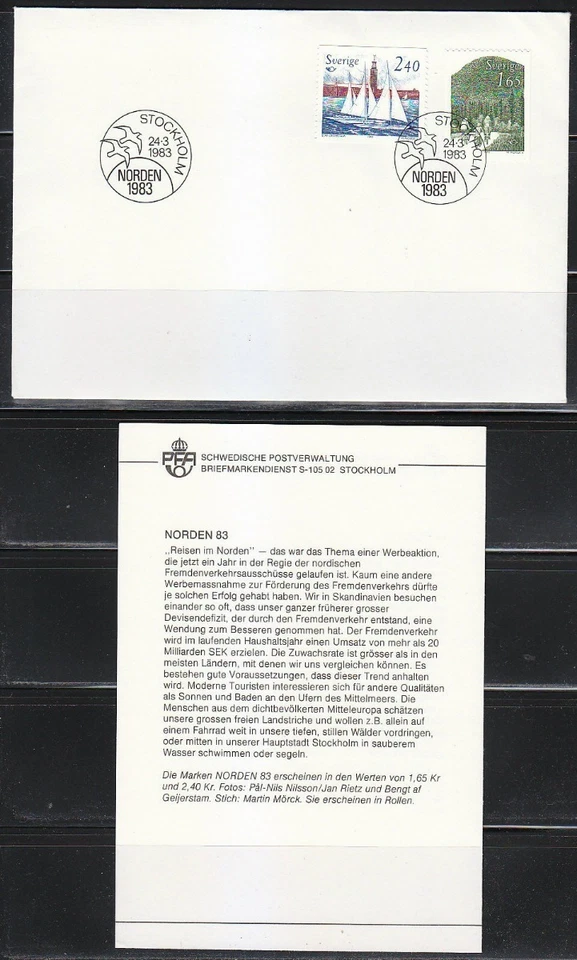 Sverige 2 40
Sverige
1 65
STOCKHOLM
24·3
1983
NORDEN
1983
STOCKHOLM
24·3
1983
NORDEN
1983
PFA
SCHWEDISCHE POSTVERWALTUNG
BRIEFMARKENDIENST S-105 02 STOCKHOLM
NORDEN 83
„Reisen im Norden” — das war das Thema einer Werbeaktion,
die jetzt ein Jahr in der Regie der nordischen
Fremdenverkehrsausschüsse gelaufen ist. Kaum eine andere
Werbemassnahme zur Förderung des Fremdenverkehrs dürfte
je solchen Erfolg gehabt haben. Wir in Skandinavien besuchen
einander so oft, dass unser ganzer früherer grosser
Devisendefizit, der durch den Fremdenverkehr entstand, eine
Wendung zum Besseren genommen hat. Der Fremdenverkehr
wird im laufenden Haushaltsjahr einen Umsatz von mehr als 20
Milliarden SEK erzielen. Die Zuwachsrate ist grösser als in den
meisten Ländern, mit denen wir uns vergleichen können. Es
bestehen gute Voraussetzungen, dass dieser Trend anhalten
wird. Moderne Touristen interessieren sich für andere Qualitäten
als Sonnen und Baden an den Ufern des Mittelmeers. Die
Menschen aus dem dichtbevölkerten Mitteleuropa schätzen
unsere grossen freien Landstriche und wollen z.B. allein auf
einem Fahrrad weit in unsere tiefen, stillen Wälder vordringen,
oder mitten in unserer Hauptstadt Stockholm in sauberem
Wasser schwimmen oder segeln.
Die Marken NORDEN 83 erscheinen in den Werten von 1,65 Kr
und 2,40 Kr. Fotos: Pål-Nils Nilsson/Jan Rietz und Bengt af
Geijerstam. Stich: Martin Mörck. Sie erscheinen in Rollen.